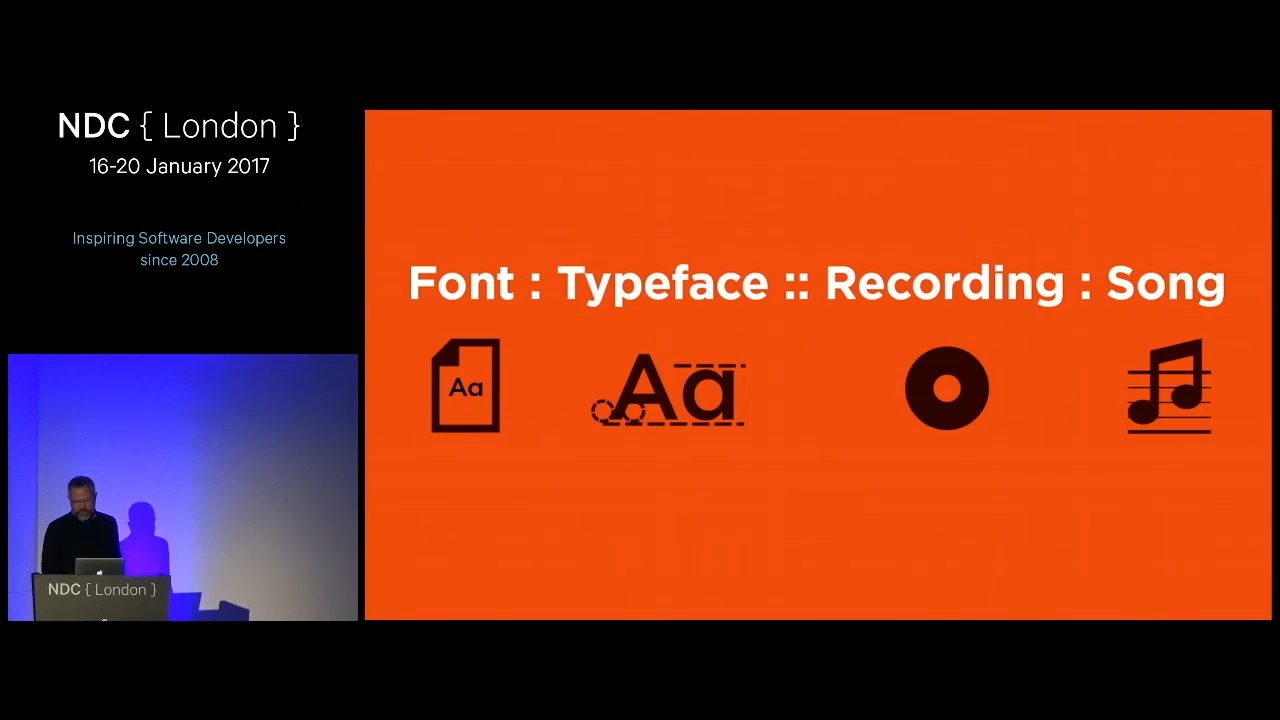 NDC { London }
16-20 January 2017
Inspiring Software Developers
since 2008
Font : Typeface :: Recording : Song
Aa
Aa
NDC { London }